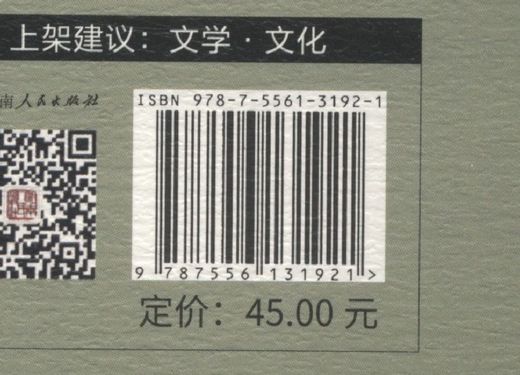 上架建议：文学·文化
南人民出版社
ISBN 978-7-5561-3192-1
9 787556 131921 >
定价：45.00 元